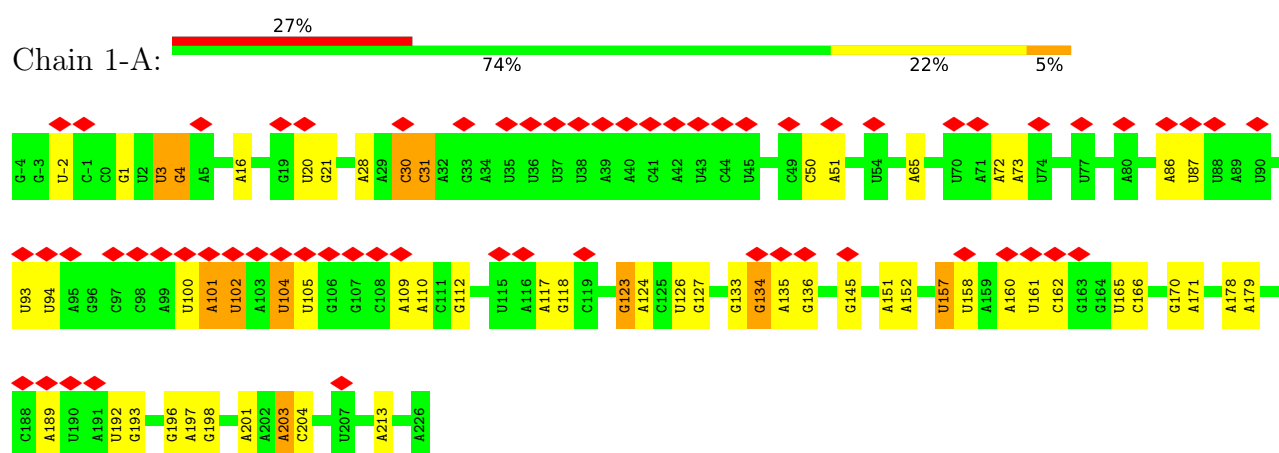 27%
Chain 1-A:
74% 22% 5%
G-4 G-3 U-2 C-1 C0 G1 U2 U3 G4 A5 A16 G19 U20 G21 A28 A29 C30 C31 A32 G33 A34 U35 U36 U37 U38 A39 A40 C41 A42 U43 C44 U45 C49 C50 A51 U54 A65 U70 A71 A72 A73 U74 U77 A80 A86 U87 U88 A89 U90
U93 U94 A95 G96 C97 C98 A99 U100 A101 U102 A103 U104 U105 G106 G107 C108 A109 A110 C111 G112 U115 A116 A117 G118 C119 G123 A124 C125 U126 G127 G133 G134 A135 G136 G145 A151 A152 U157 U158 A159 A160 U161 C162 G163 G164 U165 C166 G170 A171 A178 A179
C188 A189 U190 A191 U192 G193 G196 A197 G198 A201 A202 A203 C204 U207 A213 A226